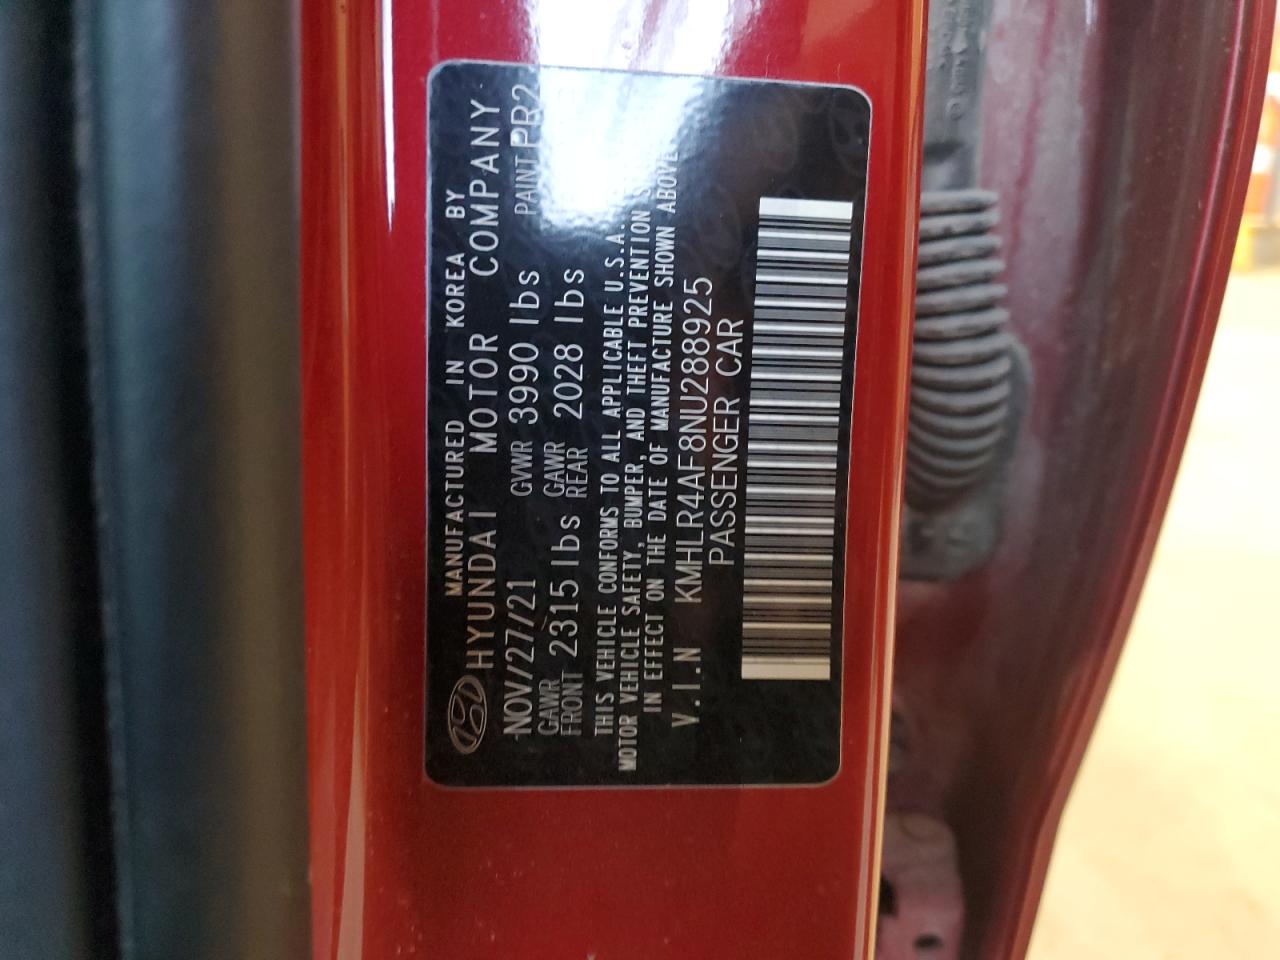 MANUFACTURED IN KOREA BY
HYUNDAI MOTOR COMPANY
NOV/27/21 GVWR 3990 lbs PAINT PR2
GAWR FRONT 2315 lbs GAWR REAR 2028 lbs
THIS VEHICLE CONFORMS TO ALL APPLICABLE U.S.A.
MOTOR VEHICLE SAFETY, BUMPER, AND THEFT PREVENTION S
IN EFFECT ON THE DATE OF MANUFACTURE SHOWN ABOVE
V.I.N KMHLR4AF8NU288925
PASSENGER CAR